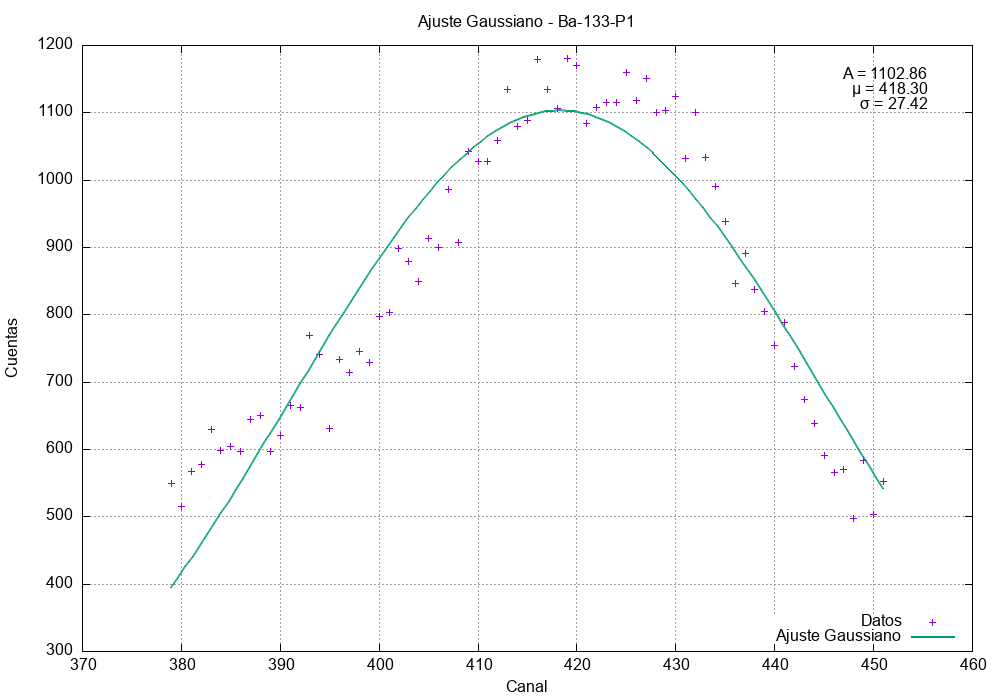 Ajuste Gaussiano - Ba-133-P1
1200
1100
1000
900
800
700
600
500
400
300
Cuentas
A = 1102.86
μ = 418.30
σ = 27.42
Datos
Ajuste Gaussiano
370
380
390
400
410
420
430
440
450
460
Canal